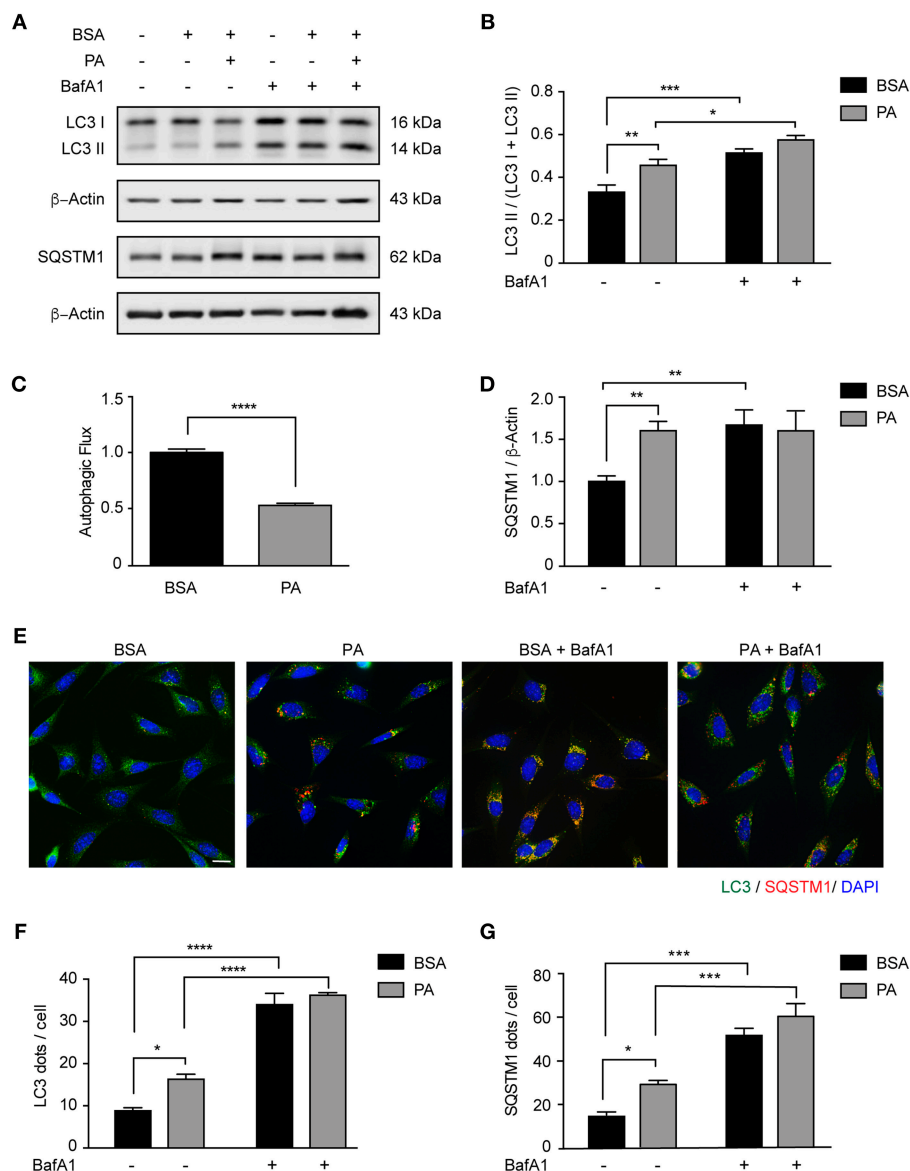 A
BSA - + + - + +
PA - - + - - +
BafA1 - - - + + +
LC3 I 16 kDa
LC3 II 14 kDa
β–Actin 43 kDa
SQSTM1 62 kDa
β–Actin 43 kDa
B
BSA
PA
LC3 II / (LC3 I + LC3 II)
0.8
0.6
0.4
0.2
0
***
*
**
BafA1 - - + +
C
Autophagic Flux
1.5
1.0
0.5
0
****
BSA PA
D
BSA
PA
SQSTM1 / β-Actin
2.0
1.5
1.0
0.5
0
**
**
BafA1 - - + +
E
BSA PA BSA + BafA1 PA + BafA1
LC3 / SQSTM1/ DAPI
F
BSA
PA
LC3 dots / cell
40
30
20
10
0
****
****
*
BafA1 - - + +
G
BSA
PA
SQSTM1 dots / cell
80
60
40
20
0
***
***
*
BafA1 - - + +